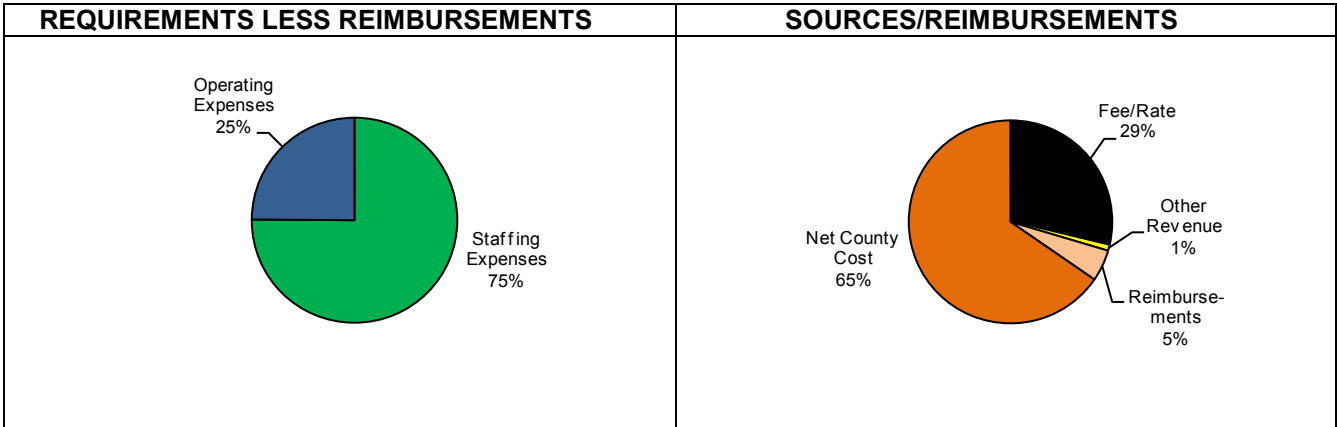 REQUIREMENTS LESS REIMBURSEMENTS
SOURCES/REIMBURSEMENTS
Operating
Expenses
25%
Staffing
Expenses
75%
Fee/Rate
29%
Other
Revenue
1%
Net County
Cost
65%
Reimburse-
ments
5%